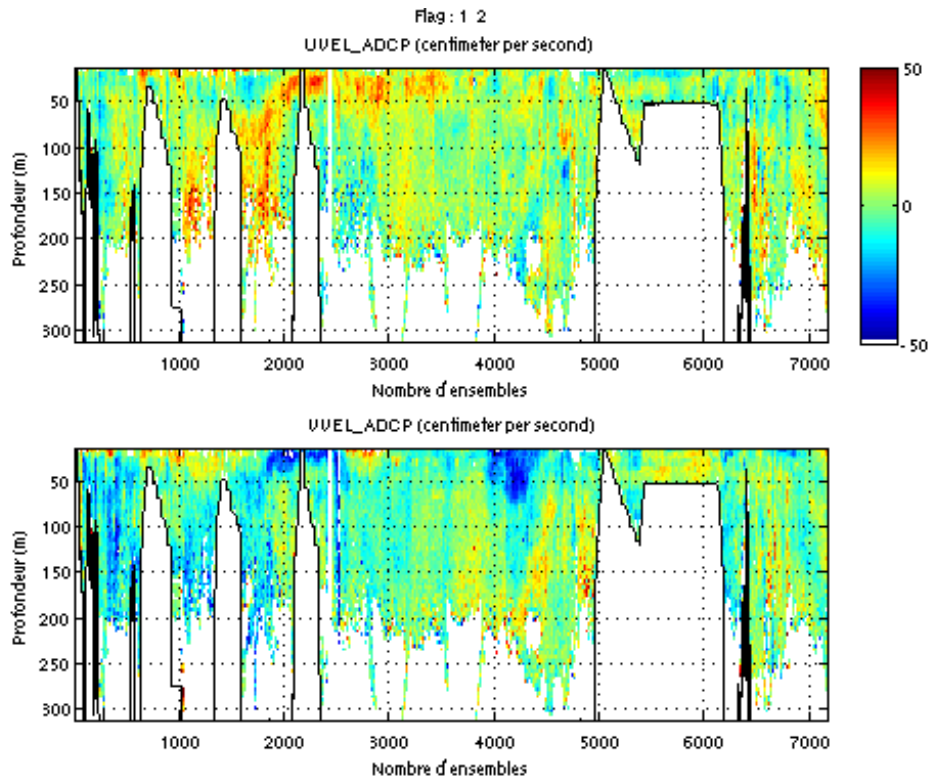 Flag : 1 2
UVEL_ADCP (centimeter per second)
50
100
150
200
250
300
Profondeur (m)
1000 2000 3000 4000 5000 6000 7000
Nombre d'ensembles
50
0
-50
VVEL_ADCP (centimeter per second)
50
100
150
200
250
300
Profondeur (m)
1000 2000 3000 4000 5000 6000 7000
Nombre d'ensembles